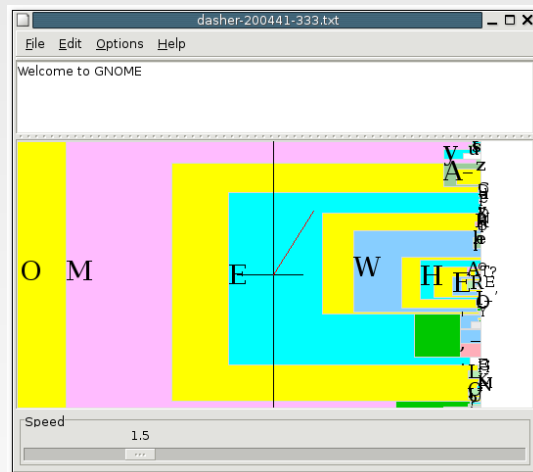 dasher-200441-333.txt
File Edit Options Help
Welcome to GNOME
O M E W H E
A
y
Speed
1.5